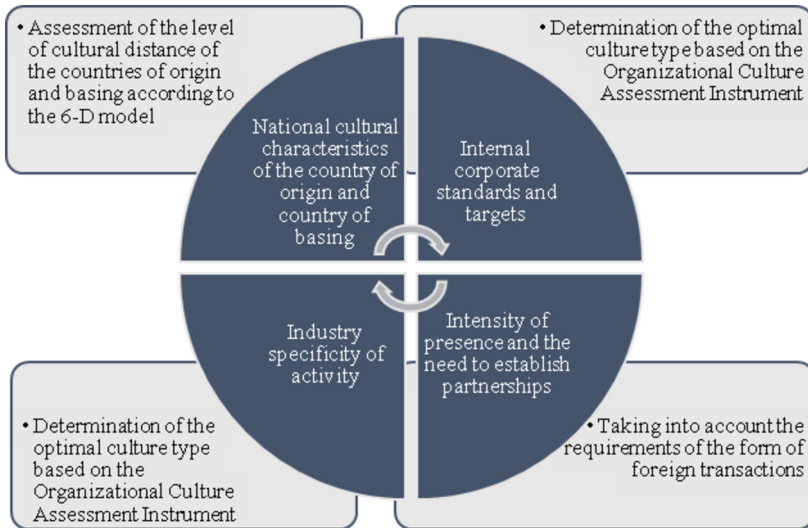 • Assessment of the level
of cultural distance of
the countries of origin
and basing according to
the 6-D model
• Determination of the optimal
culture type based on the
Organizational Culture
Assessment Instrument
National cultural
characteristics
of the country of
origin and
country of
basing
Internal
corporate
standards and
targets
Industry
specificity of
activity
Intensity of
presence and the
need to establish
partnerships
• Determination of the
optimal culture type
based on the
Organizational Culture
Assessment Instrument
• Taking into account the
requirements of the form of
foreign transactions